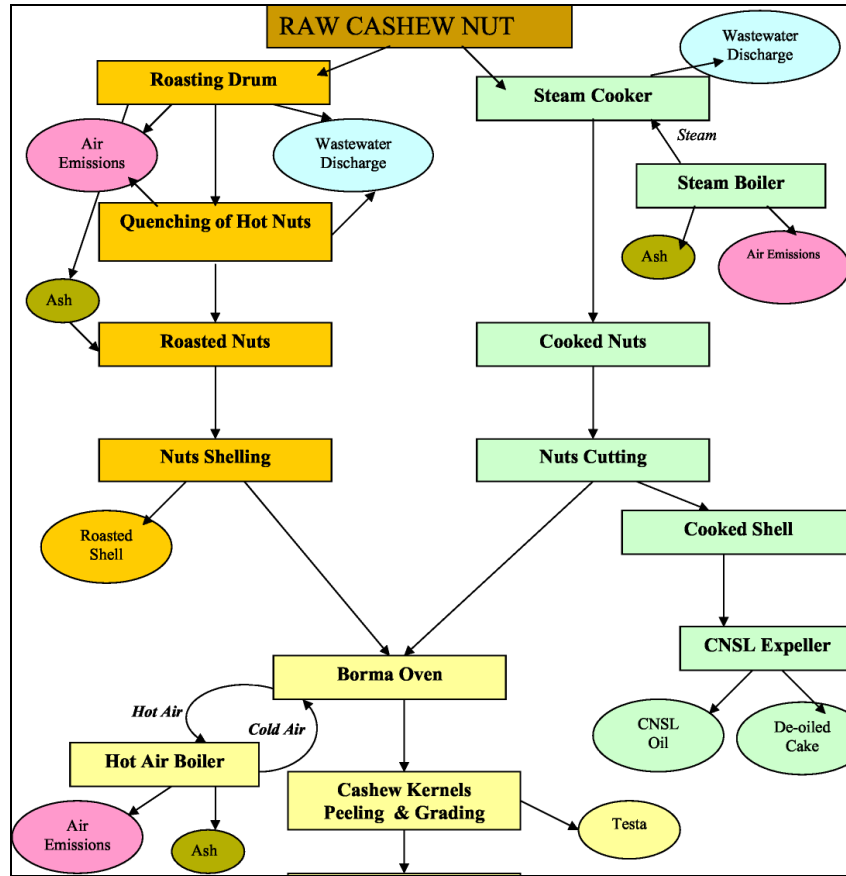 RAW CASHEW NUT
Wastewater
Discharge
Roasting Drum
Steam Cooker
Air
Emissions
Wastewater
Discharge
Steam
Steam Boiler
Quenching of Hot Nuts
Ash
Air Emissions
Ash
Roasted Nuts
Cooked Nuts
Nuts Shelling
Nuts Cutting
Roasted
Shell
Cooked Shell
CNSL Expeller
Borma Oven
Hot Air
Cold Air
CNSL
Oil
De-oiled
Cake
Hot Air Boiler
Cashew Kernels
Peeling & Grading
Air
Emissions
Ash
Testa